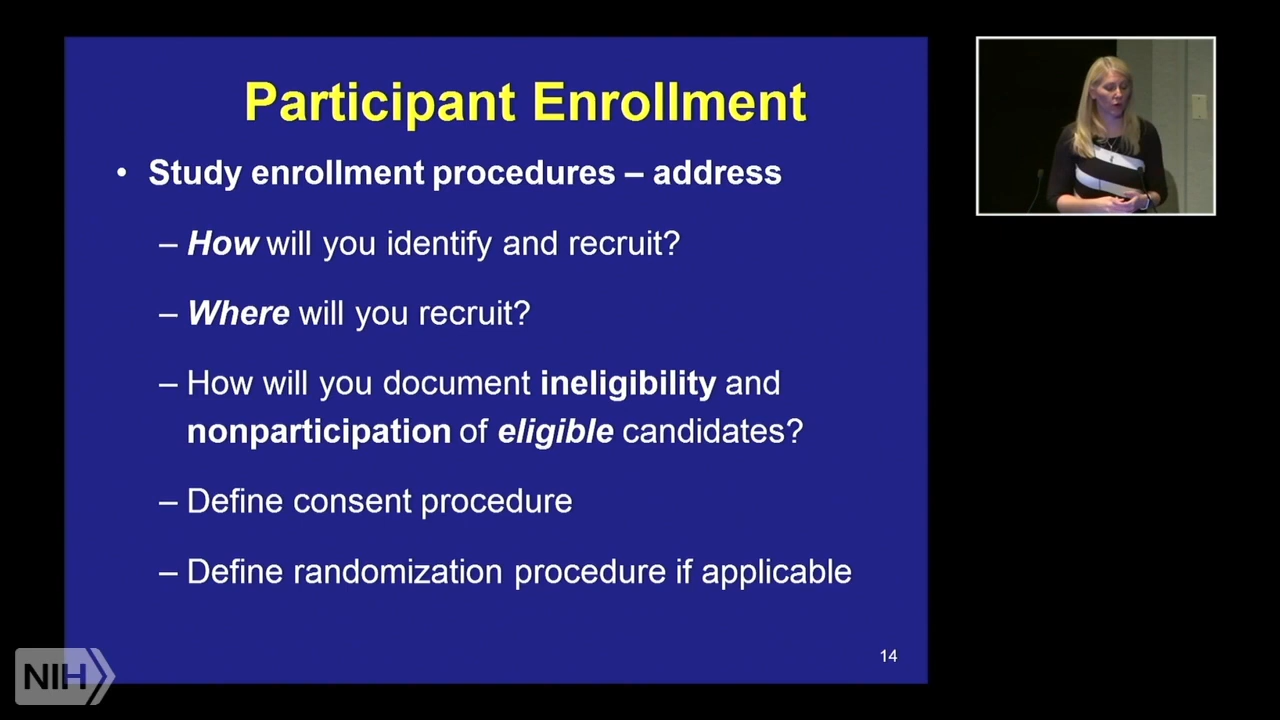 Participant Enrollment
• Study enrollment procedures – address
– How will you identify and recruit?
– Where will you recruit?
– How will you document ineligibility and
nonparticipation of eligible candidates?
– Define consent procedure
– Define randomization procedure if applicable
14
NIH